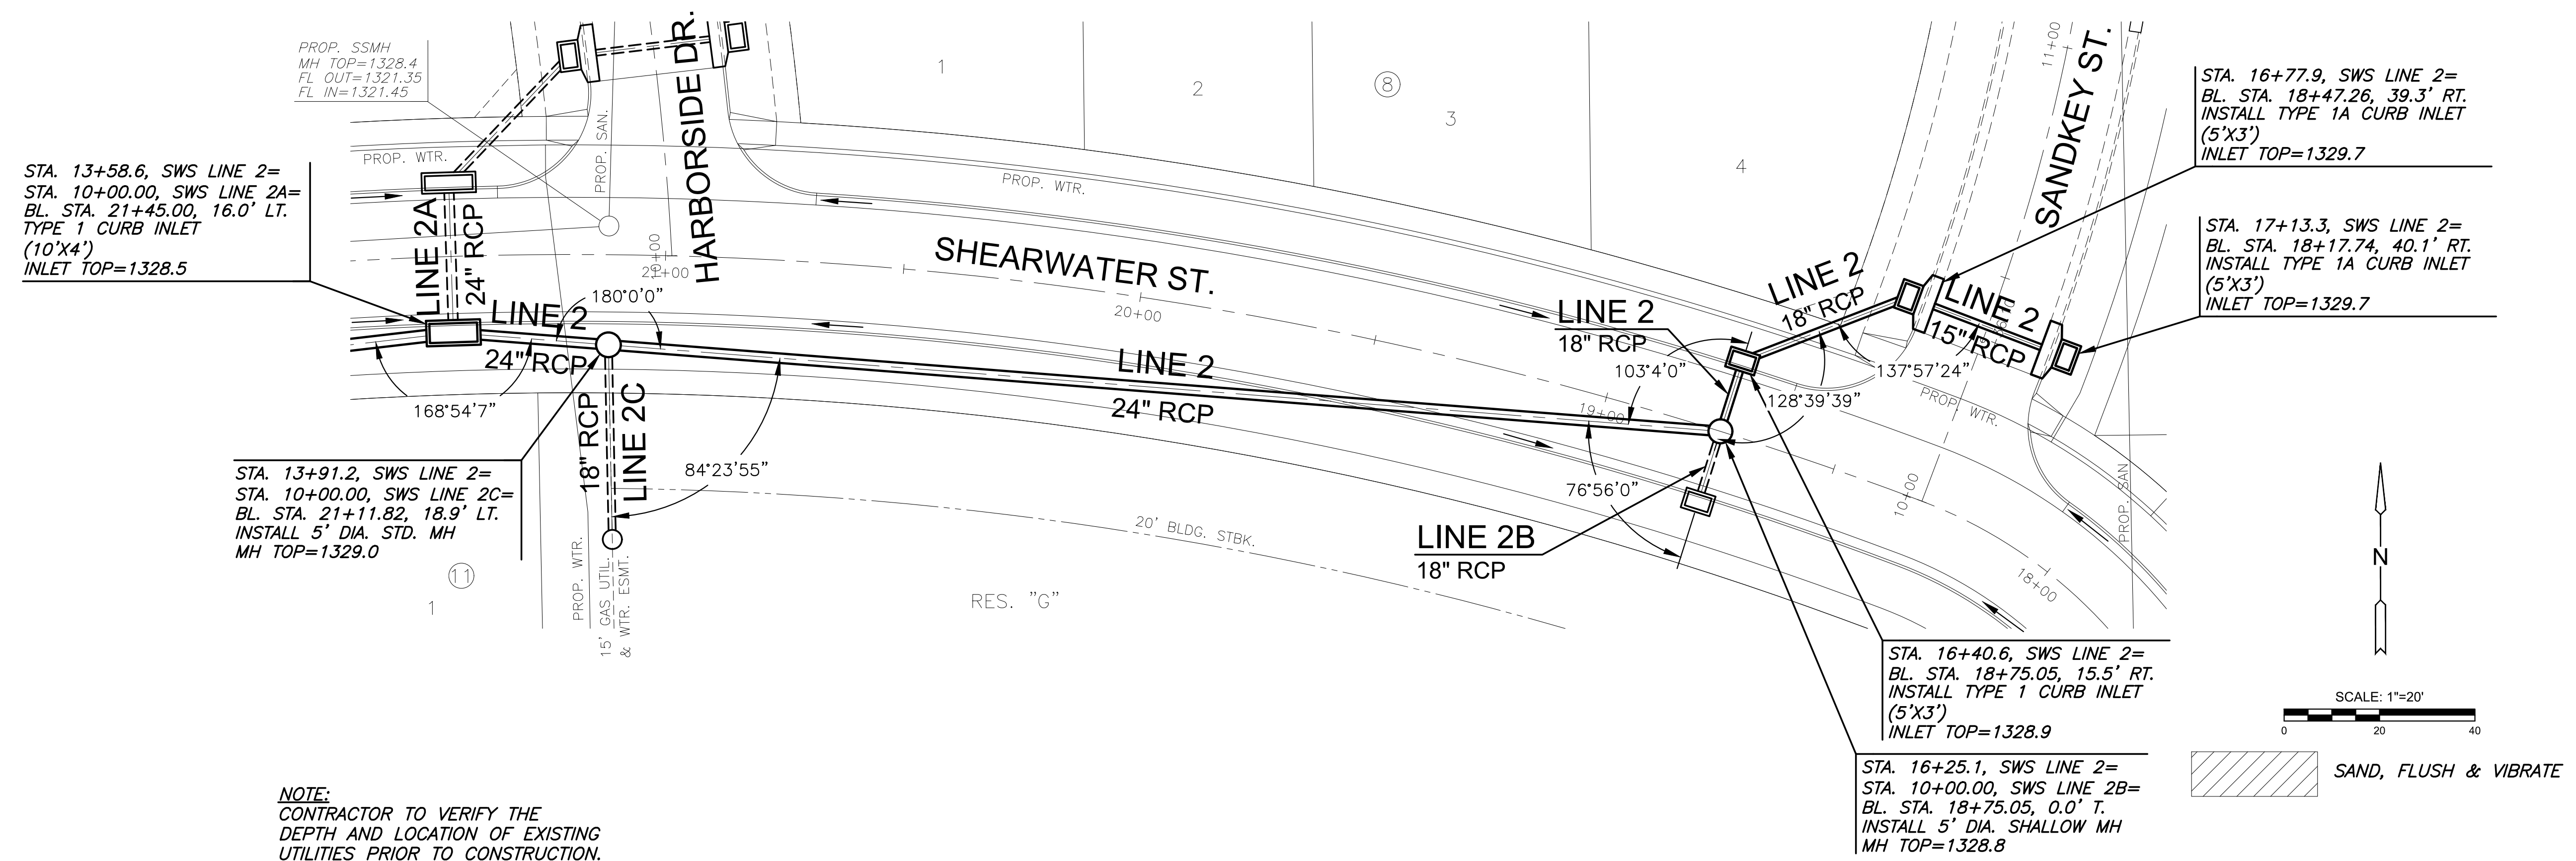 PROP. SSMH
MH TOP=1328.4
FL OUT=1321.35
FL IN=1321.45
STA. 13+58.6, SWS LINE 2=
STA. 10+00.00, SWS LINE 2A=
BL. STA. 21+45.00, 16.0' LT.
TYPE 1 CURB INLET
(10'X4')
INLET TOP=1328.5
STA. 13+91.2, SWS LINE 2=
STA. 10+00.00, SWS LINE 2C=
BL. STA. 21+11.82, 18.9' LT.
INSTALL 5' DIA. STD. MH
MH TOP=1329.0
NOTE:
CONTRACTOR TO VERIFY THE
DEPTH AND LOCATION OF EXISTING
UTILITIES PRIOR TO CONSTRUCTION.
PROP. WTR.
PROP. SAN.
HARBORSIDE DR.
10+00
21+00
LINE 2A
24" RCP
LINE 2
24" RCP
180°0'0"
168°54'7"
18" RCP
LINE 2C
84°23'55"
PROP. WTR.
15' GAS UTIL.
& WTR. ESMT.
11
1
1
2
8
3
4
PROP. WTR.
SHEARWATER ST.
20+00
LINE 2
24" RCP
20' BLDG. STBK.
RES. "G"
LINE 2
18" RCP
103°4'0"
19+00
76°56'0"
LINE 2B
18" RCP
LINE 2
18" RCP
LINE 2
15" RCP
137°57'24"
128°39'39"
PROP. WTR.
SANDKEY ST.
11+00
10+00
18+00
PROP. SAN
STA. 16+77.9, SWS LINE 2=
BL. STA. 18+47.26, 39.3' RT.
INSTALL TYPE 1A CURB INLET
(5'X3')
INLET TOP=1329.7
STA. 17+13.3, SWS LINE 2=
BL. STA. 18+17.74, 40.1' RT.
INSTALL TYPE 1A CURB INLET
(5'X3')
INLET TOP=1329.7
STA. 16+40.6, SWS LINE 2=
BL. STA. 18+75.05, 15.5' RT.
INSTALL TYPE 1 CURB INLET
(5'X3')
INLET TOP=1328.9
STA. 16+25.1, SWS LINE 2=
STA. 10+00.00, SWS LINE 2B=
BL. STA. 18+75.05, 0.0' T.
INSTALL 5' DIA. SHALLOW MH
MH TOP=1328.8
N
SCALE: 1"=20'
0 20 40
SAND, FLUSH & VIBRATE